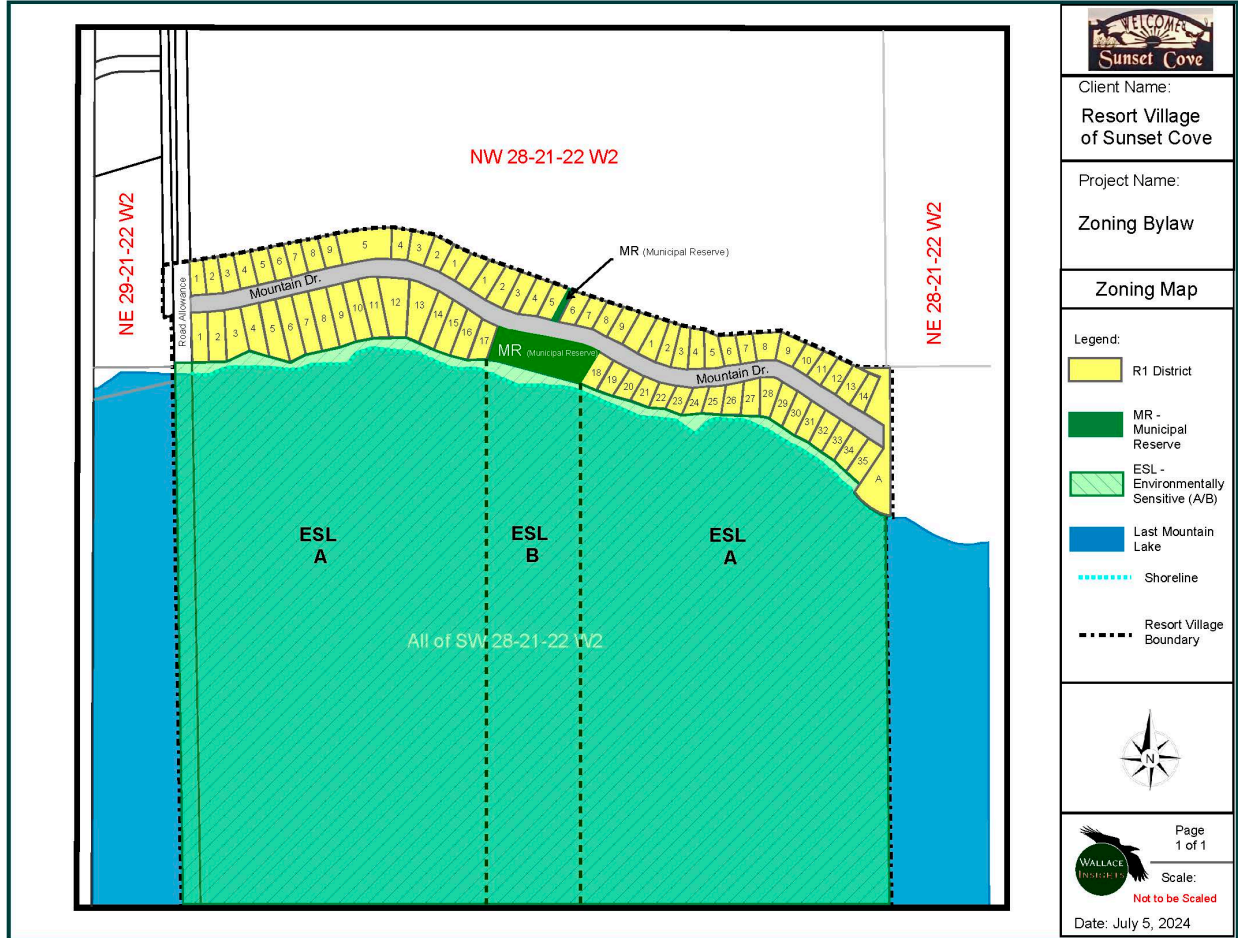 WELCOME
Sunset Cove
Client Name:
Resort Village
of Sunset Cove
Project Name:
Zoning Bylaw
Zoning Map
Legend:
R1 District
MR -
Municipal
Reserve
ESL -
Environmentally
Sensitive (A/B)
Last Mountain
Lake
Shoreline
Resort Village
Boundary
N
WALLACE
INSIGHTS
Page
1 of 1
Scale:
Not to be Scaled
Date: July 5, 2024
NW 28-21-22 W2
NE 29-21-22 W2
NE 28-21-22 W2
MR (Municipal Reserve)
Road Allowance
1 2 3 4 5 6 7 8 9 5 4 3 2 1 1 2 3 4 5 6 7 8 9 1 2 3 4 5 6 7 8 9 10 11 12 13 14
Mountain Dr.
Mountain Dr.
1 2 3 4 5 6 7 8 9 10 11 12 13 14 15 16 17
MR (Municipal Reserve)
18 19 20 21 22 23 24 25 26 27 28 29 30 31 32 33 34 35 A
ESL
A
ESL
B
ESL
A
All of SW 28-21-22 W2